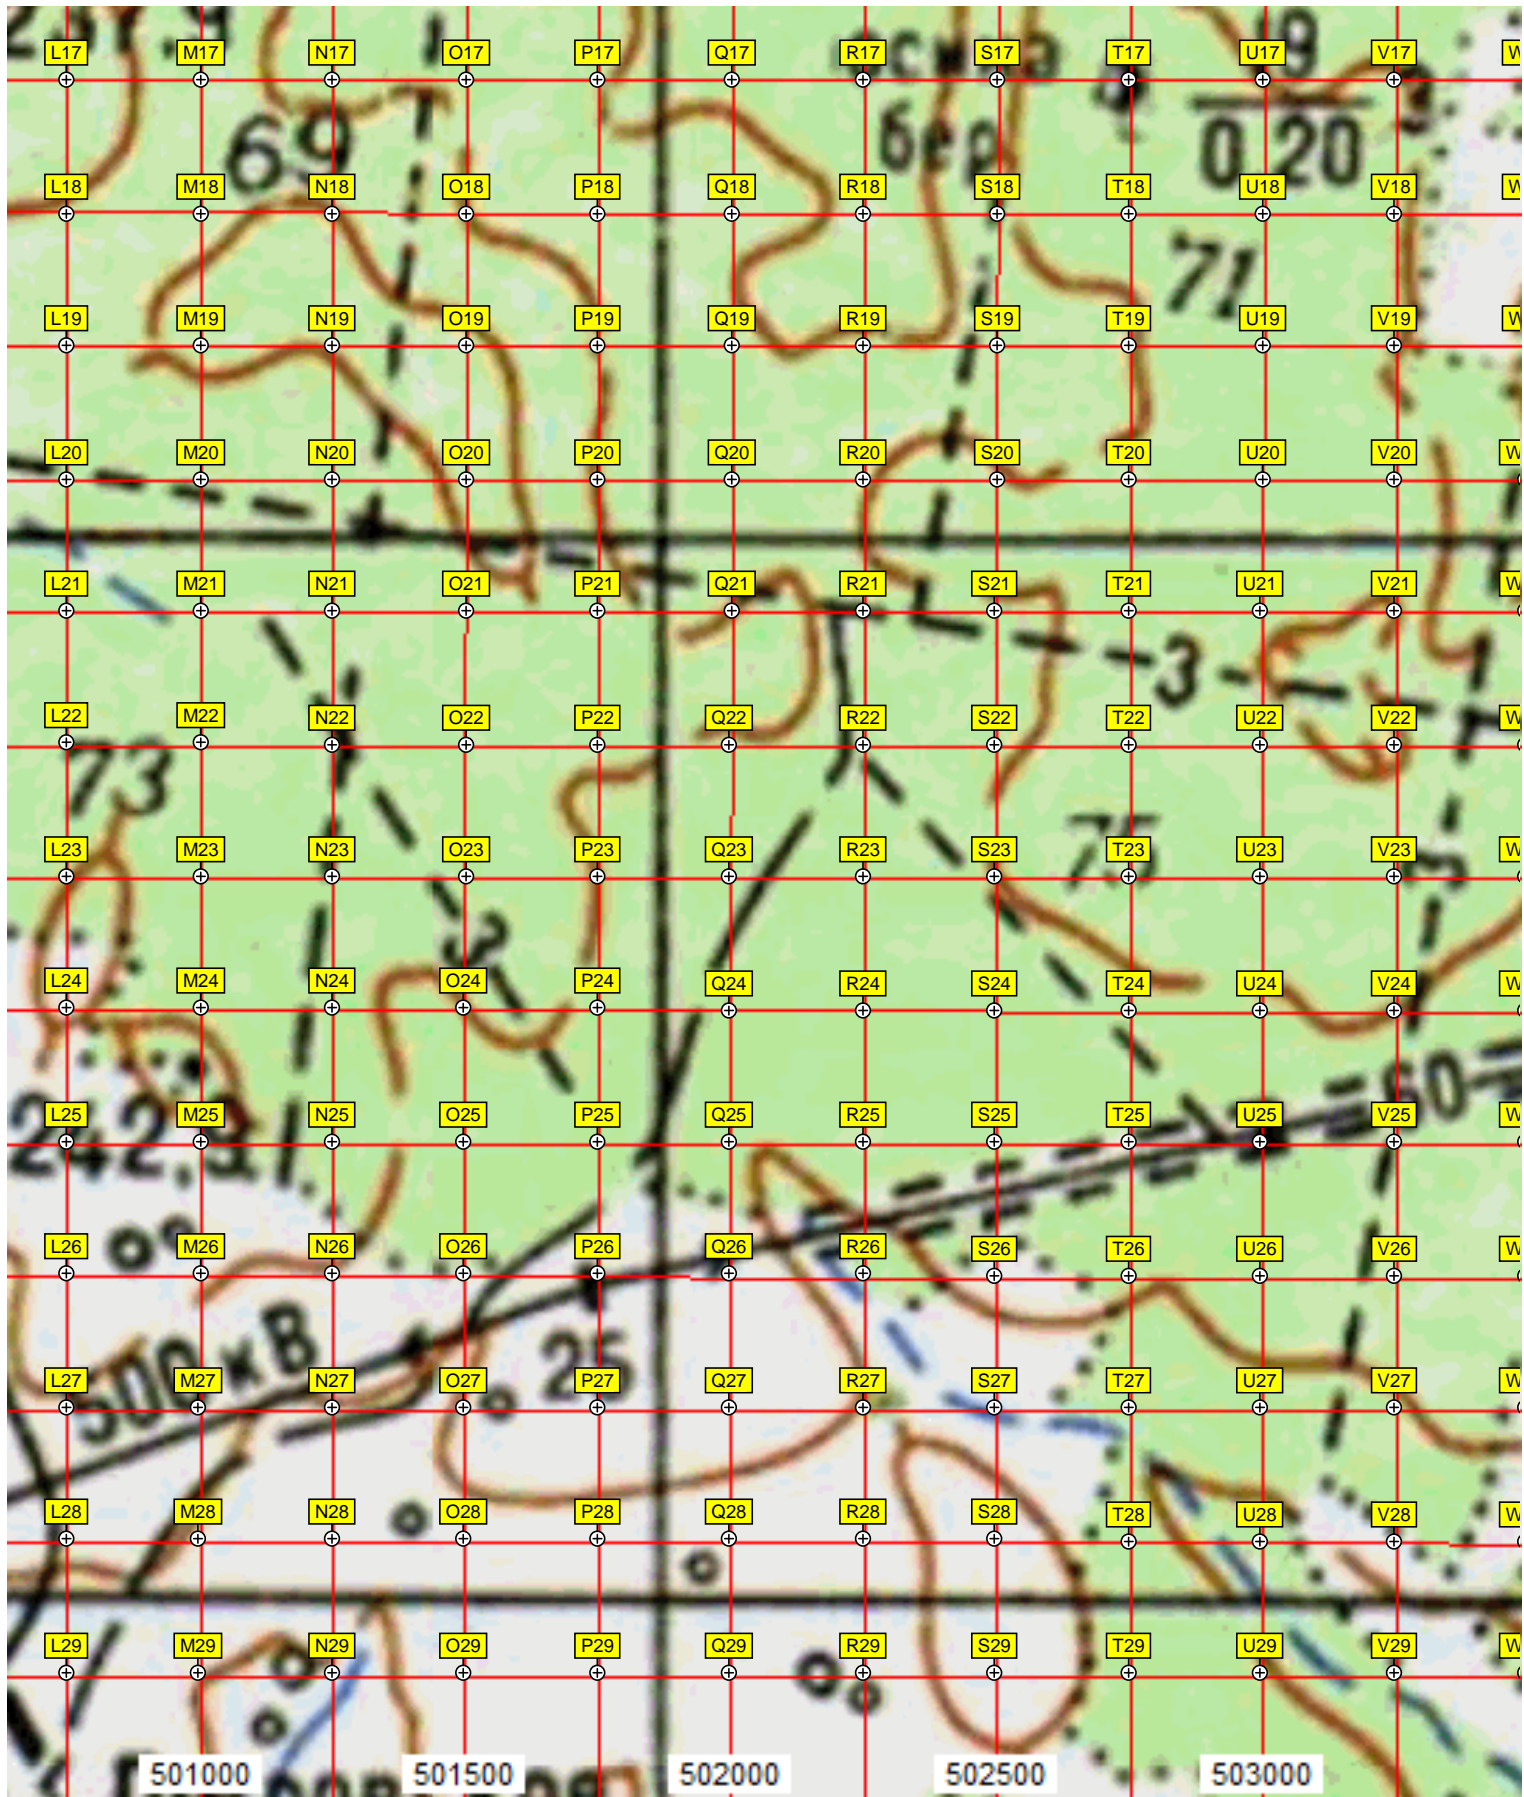 L17 M17 N17 O17 P17 Q17 R17 S17 T17 U17 V17 W
69
бер
0.20
L18 M18 N18 O18 P18 Q18 R18 S18 T18 U18 V18 W
71
L19 M19 N19 O19 P19 Q19 R19 S19 T19 U19 V19 W
L20 M20 N20 O20 P20 Q20 R20 S20 T20 U20 V20 W
L21 M21 N21 O21 P21 Q21 R21 S21 T21 U21 V21 W
3
L22 M22 N22 O22 P22 Q22 R22 S22 T22 U22 V22 W
73
75
L23 M23 N23 O23 P23 Q23 R23 S23 T23 U23 V23 W
3
3
L24 M24 N24 O24 P24 Q24 R24 S24 T24 U24 V24 W
60
L25 M25 N25 O25 P25 Q25 R25 S25 T25 U25 V25 W
L26 M26 N26 O26 P26 Q26 R26 S26 T26 U26 V26 W
500 кВ
25
L27 M27 N27 O27 P27 Q27 R27 S27 T27 U27 V27 W
L28 M28 N28 O28 P28 Q28 R28 S28 T28 U28 V28 W
L29 M29 N29 O29 P29 Q29 R29 S29 T29 U29 V29 W
501000 501500 502000 502500 503000